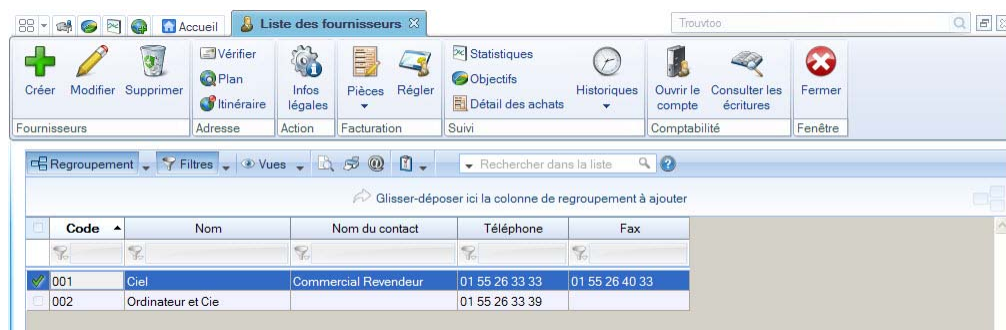 Accueil
Liste des fournisseurs
Trouvtoo
Créer
Modifier
Supprimer
Fournisseurs
Vérifier
Plan
Itinéraire
Adresse
Infos légales
Action
Pièces
Régler
Facturation
Statistiques
Objectifs
Détail des achats
Historiques
Suivi
Ouvrir le compte
Consulter les écritures
Comptabilité
Fermer
Fenêtre
Regroupement Filtres Vues Rechercher dans la liste
Glisser-déposer ici la colonne de regroupement à ajouter
Code Nom Nom du contact Téléphone Fax
001 Ciel Commercial Revendeur 01 55 26 33 33 01 55 26 40 33
002 Ordinateur et Cie 01 55 26 33 39